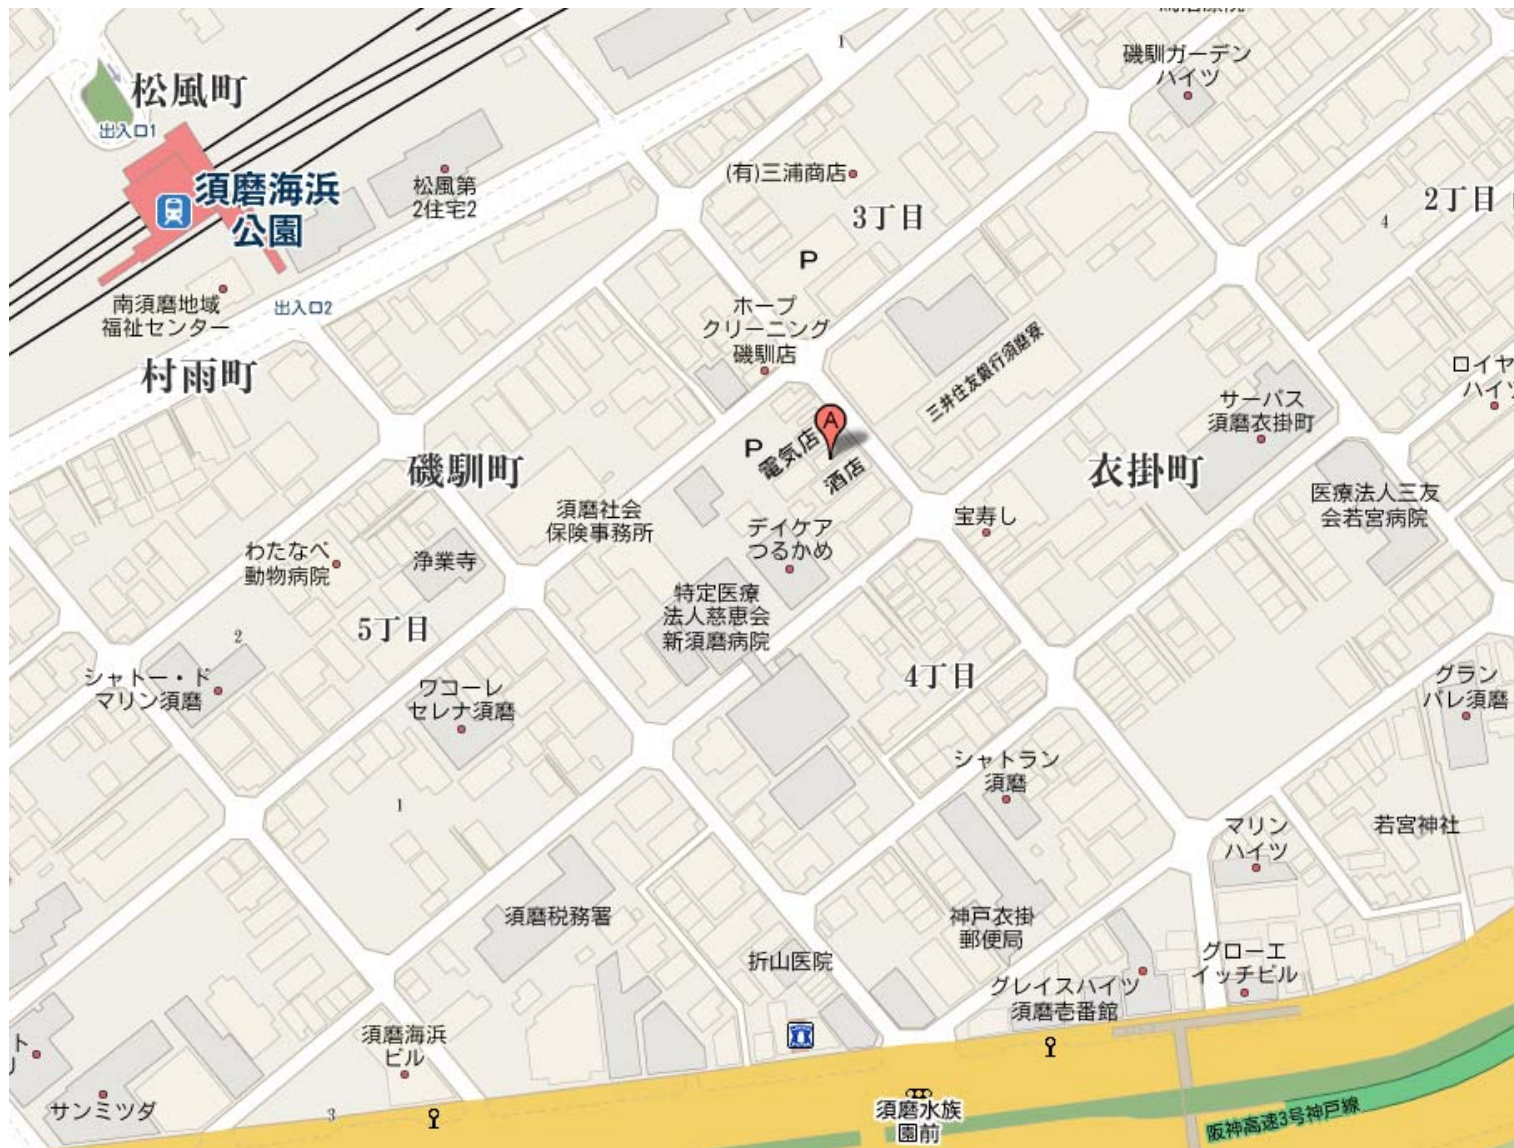 松風町
出入口1
須磨海浜
公園
松風第
2住宅2
南須磨地域
福祉センター
出入口2
村雨町
1
磯馴ガーデン
ハイツ
(有)三浦商店
3丁目
2丁目
4
P
ホープ
クリーニング
磯馴店
三井住友銀行須磨寮
サーバス
須磨衣掛町
ロイヤ
ハイツ
A
P
電気店
酒店
磯馴町
衣掛町
須磨社会
保険事務所
デイケア
つるかめ
宝寿し
医療法人三友
会若宮病院
わたなべ
動物病院
浄業寺
特定医療
法人慈恵会
新須磨病院
5丁目
2
シャトー・ド
マリン須磨
ワコーレ
セレナ須磨
4丁目
グラン
パレ須磨
シャトラン
須磨
1
マリン
ハイツ
若宮神社
須磨税務署
神戸衣掛
郵便局
折山医院
グローエ
イッチビル
グレイスハイツ
須磨壱番館
須磨海浜
ビル
ト
サンミツダ
3
須磨水族
園前
阪神高速3号神戸線